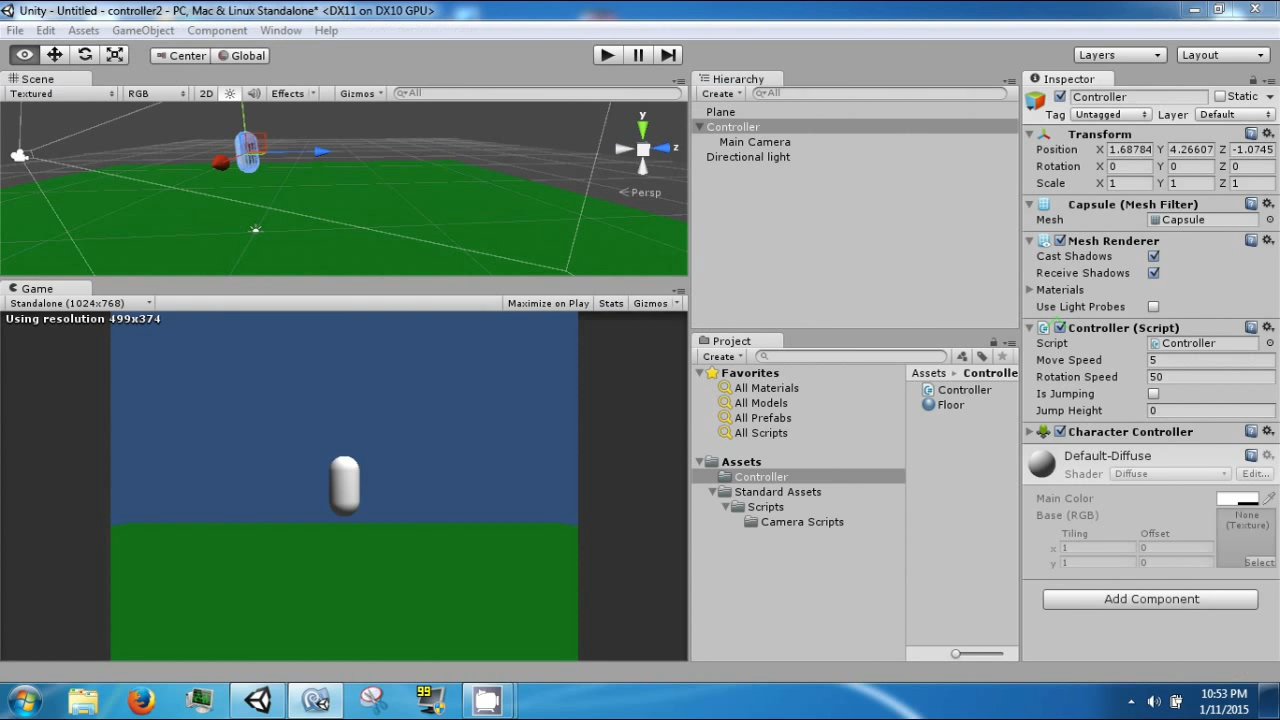 Unity - Untitled - controller2 - PC, Mac & Linux Standalone* <DX11 on DX10 GPU>
File Edit Assets GameObject Component Window Help
Center Global Layers Layout
Scene
Textured RGB 2D Effects Gizmos All
y
z
Persp
Game
Standalone (1024x768) Maximize on Play Stats Gizmos
Using resolution 499x374
Hierarchy
Create All
Plane
Controller
Main Camera
Directional light
Project
Create
Favorites
All Materials
All Models
All Prefabs
All Scripts
Assets
Controller
Standard Assets
Scripts
Camera Scripts
Assets Controlle
Controller
Floor
Inspector
Controller Static
Tag Untagged Layer Default
Transform
Position X 1.68784 Y 4.26607 Z -1.0745
Rotation X 0 Y 0 Z 0
Scale X 1 Y 1 Z 1
Capsule (Mesh Filter)
Mesh Capsule
Mesh Renderer
Cast Shadows
Receive Shadows
Materials
Use Light Probes
Controller (Script)
Script Controller
Move Speed 5
Rotation Speed 50
Is Jumping
Jump Height 0
Character Controller
Default-Diffuse
Shader Diffuse Edit...
Main Color
Base (RGB) None
(Texture)
Tiling Offset
x 1 0
y 1 0 Select
Add Component
99
10:53 PM
1/11/2015